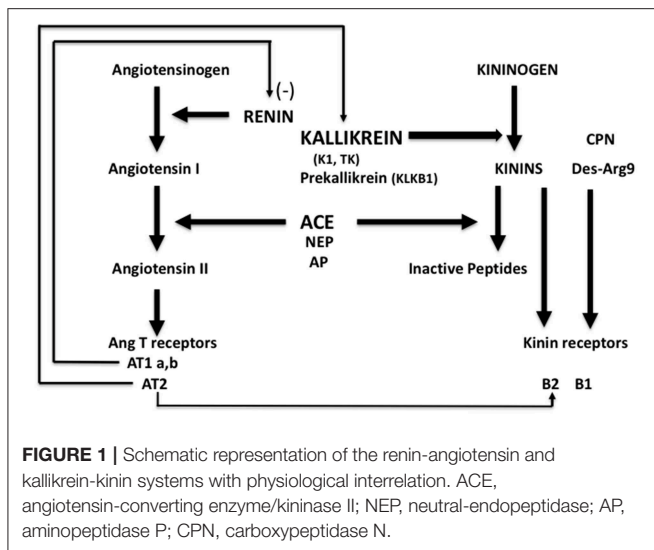 Angiotensinogen
KININOGEN
(-)
RENIN
KALLIKREIN
(K1, TK)
Prekallikrein (KLKB1)
CPN
Angiotensin I
KININS
Des-Arg9
ACE
NEP
AP
Angiotensin II
Inactive Peptides
Ang T receptors
Kinin receptors
AT1 a,b
AT2
B2
B1
FIGURE 1 | Schematic representation of the renin-angiotensin and
kallikrein-kinin systems with physiological interrelation. ACE,
angiotensin-converting enzyme/kininase II; NEP, neutral-endopeptidase; AP,
aminopeptidase P; CPN, carboxypeptidase N.